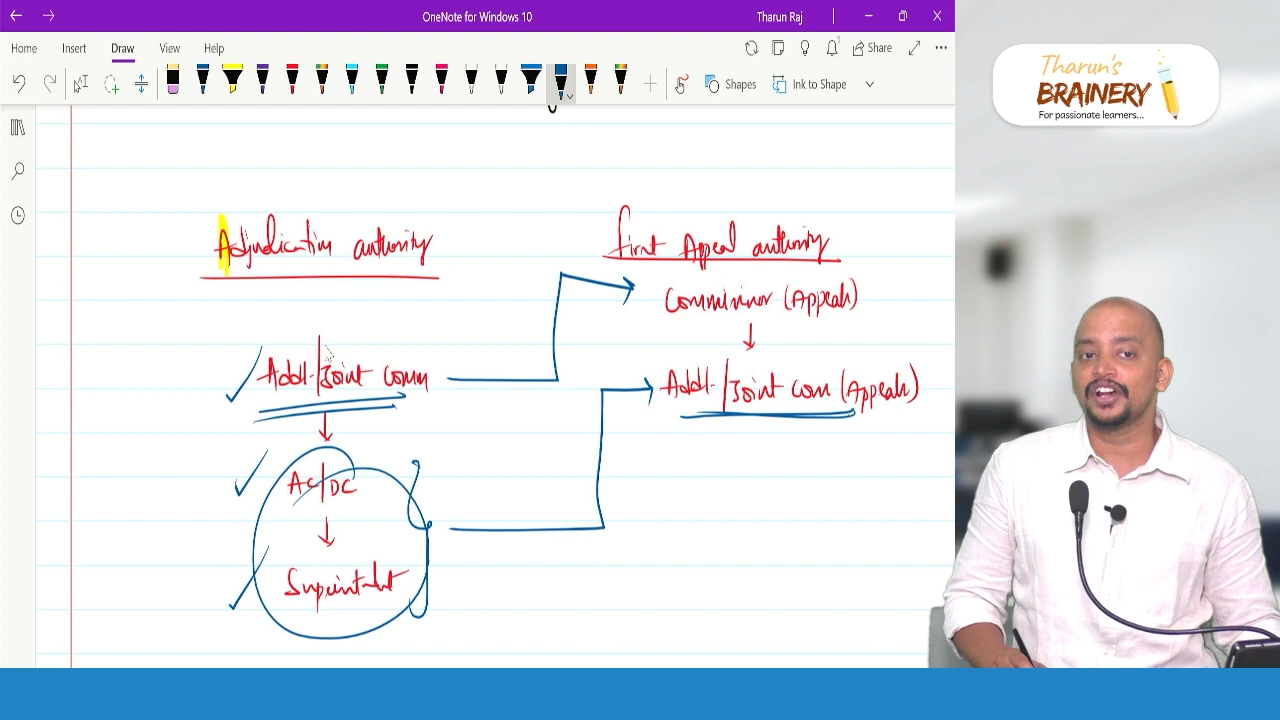 OneNote for Windows 10
Tharun Raj
Home Insert Draw View Help
Share
Shapes
Ink to Shape
Tharun's
BRAINERY
For passionate learners...
Adjudication authority
First Appeal authority
Commissioner (Appeals)
Addl./Joint comm
Addl./Joint Com (Appeals)
AC/DC
Superintendent